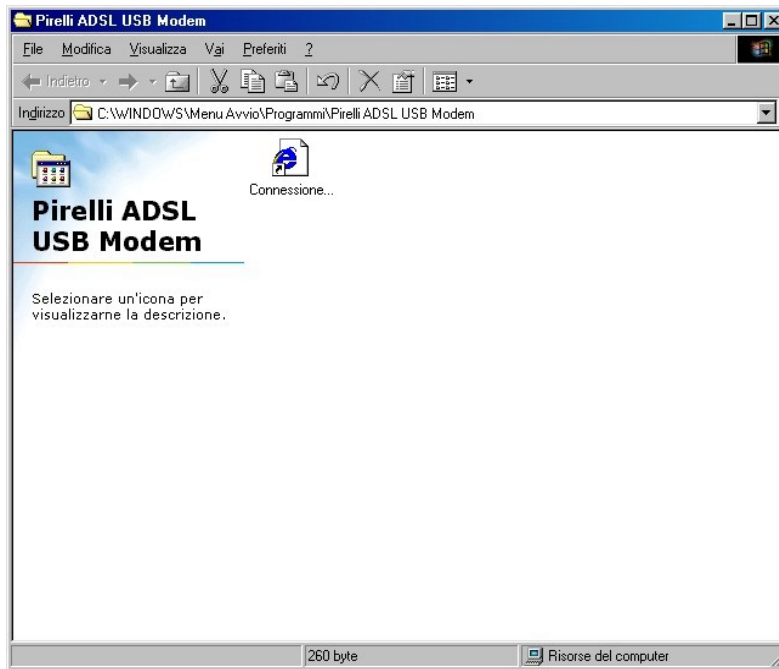 Pirelli ADSL USB Modem
File Modifica Visualizza Vai Preferiti ?
Indietro
Indirizzo C:\WINDOWS\Menu Avvio\Programmi\Pirelli ADSL USB Modem
Connessione...
Pirelli ADSL
USB Modem
Selezionare un'icona per
visualizzarne la descrizione.
260 byte Risorse del computer